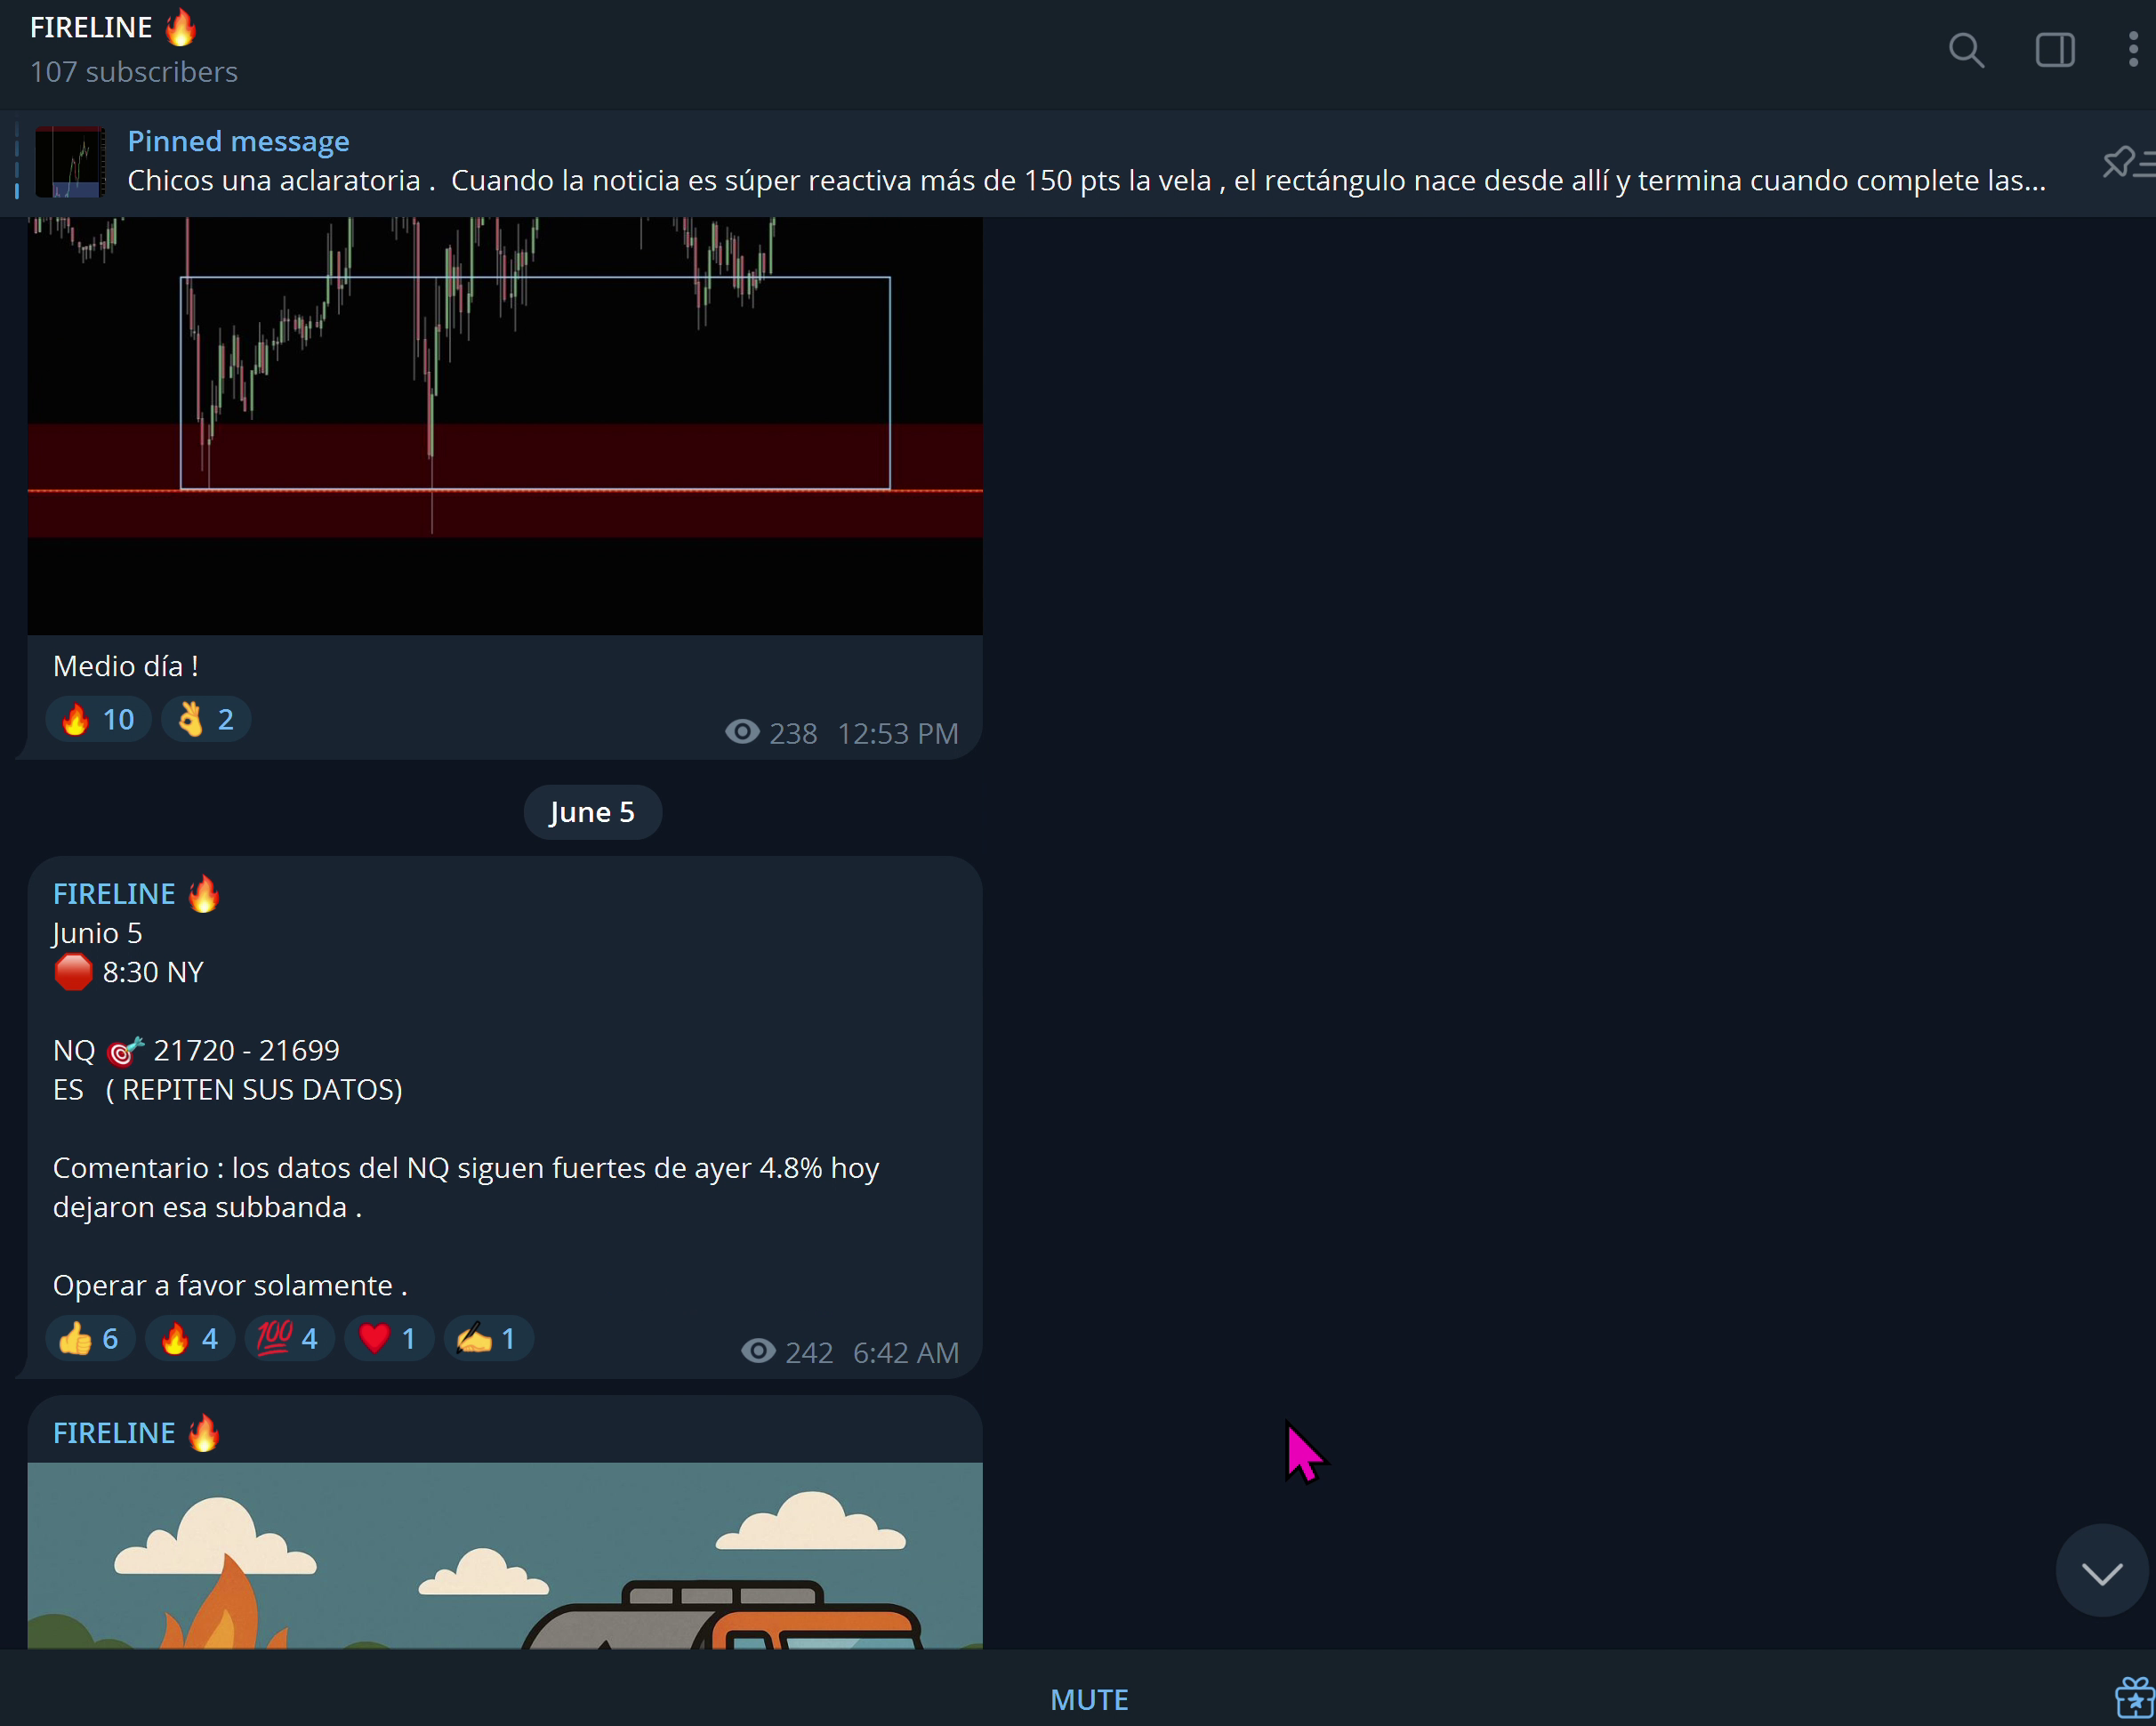 FIRELINE 🔥
107 subscribers
Pinned message
Chicos una aclaratoria .  Cuando la noticia es súper reactiva más de 150 pts la vela , el rectángulo nace desde allí y termina cuando complete las...
Medio día !
🔥 10 👌 2
238 12:53 PM
June 5
FIRELINE 🔥
Junio 5
🛑 8:30 NY
NQ 🎯 21720 - 21699
ES   ( REPITEN SUS DATOS)
Comentario : los datos del NQ siguen fuertes de ayer 4.8% hoy
dejaron esa subbanda .
Operar a favor solamente .
👍 6 🔥 4 💯 4 ❤️ 1 ✍️ 1
242 6:42 AM
FIRELINE 🔥
MUTE